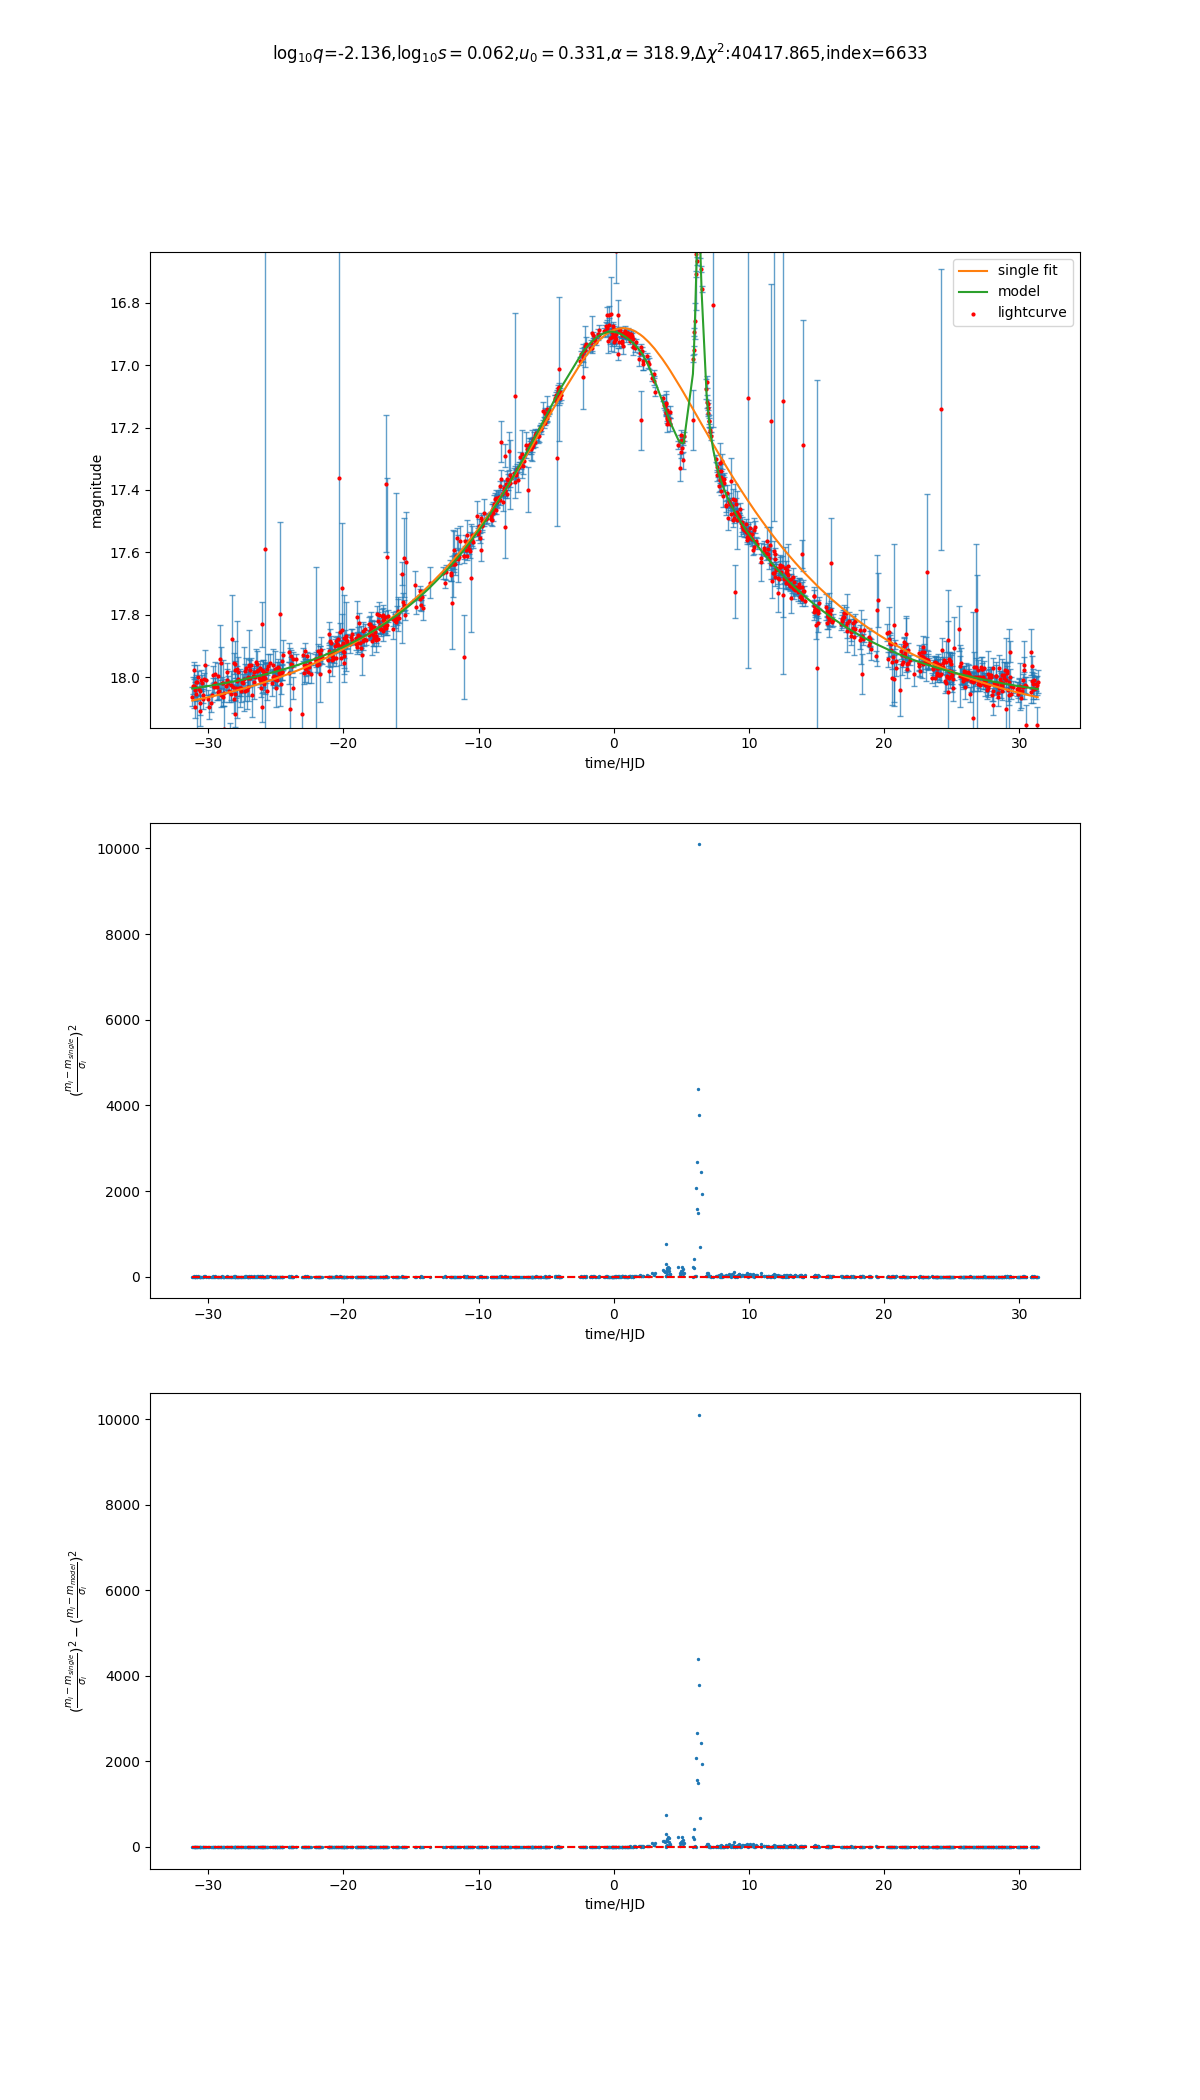 log₁₀q=-2.136,log₁₀s = 0.062,u₀ = 0.331,α = 318.9,Δχ²:40417.865,index=6633
single fit
model
lightcurve
magnitude
16.8
17.0
17.2
17.4
17.6
17.8
18.0
−30 −20 −10 0 10 20 30
time/HJD
(mᵢ − m_single / σᵢ)²
10000
8000
6000
4000
2000
0
−30 −20 −10 0 10 20 30
time/HJD
(mᵢ − m_single / σᵢ)² − (mᵢ − m_model / σᵢ)²
10000
8000
6000
4000
2000
0
−30 −20 −10 0 10 20 30
time/HJD